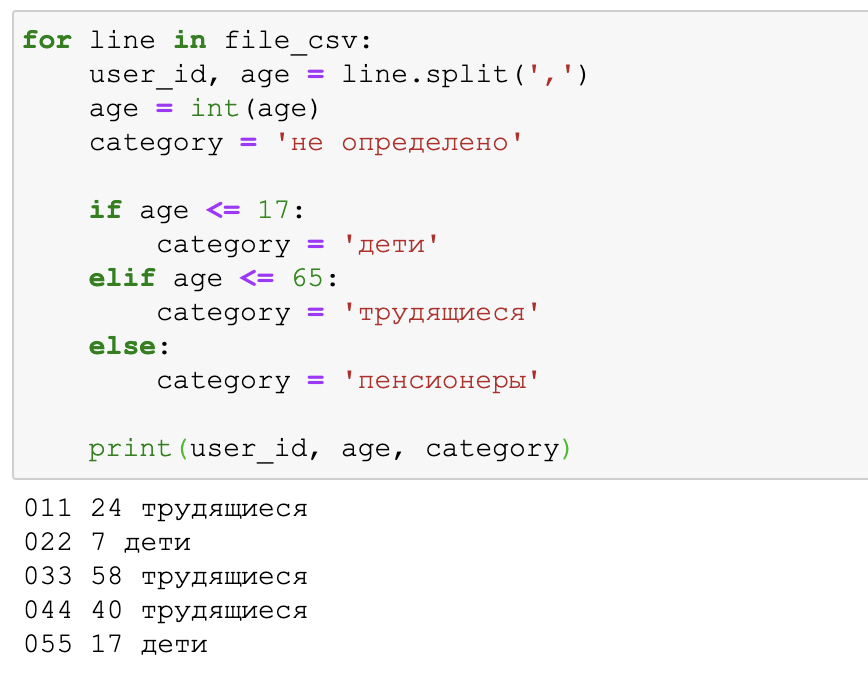 for line in file_csv:
    user_id, age = line.split(',')
    age = int(age)
    category = 'не определено'

    if age <= 17:
        category = 'дети'
    elif age <= 65:
        category = 'трудящиеся'
    else:
        category = 'пенсионеры'

    print(user_id, age, category)
011 24 трудящиеся
022 7 дети
033 58 трудящиеся
044 40 трудящиеся
055 17 дети